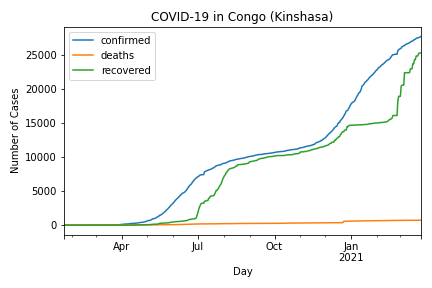 COVID-19 in Congo (Kinshasa)
confirmed
deaths
recovered
Number of Cases
25000
20000
15000
10000
5000
0
Apr Jul Oct Jan
2021
Day